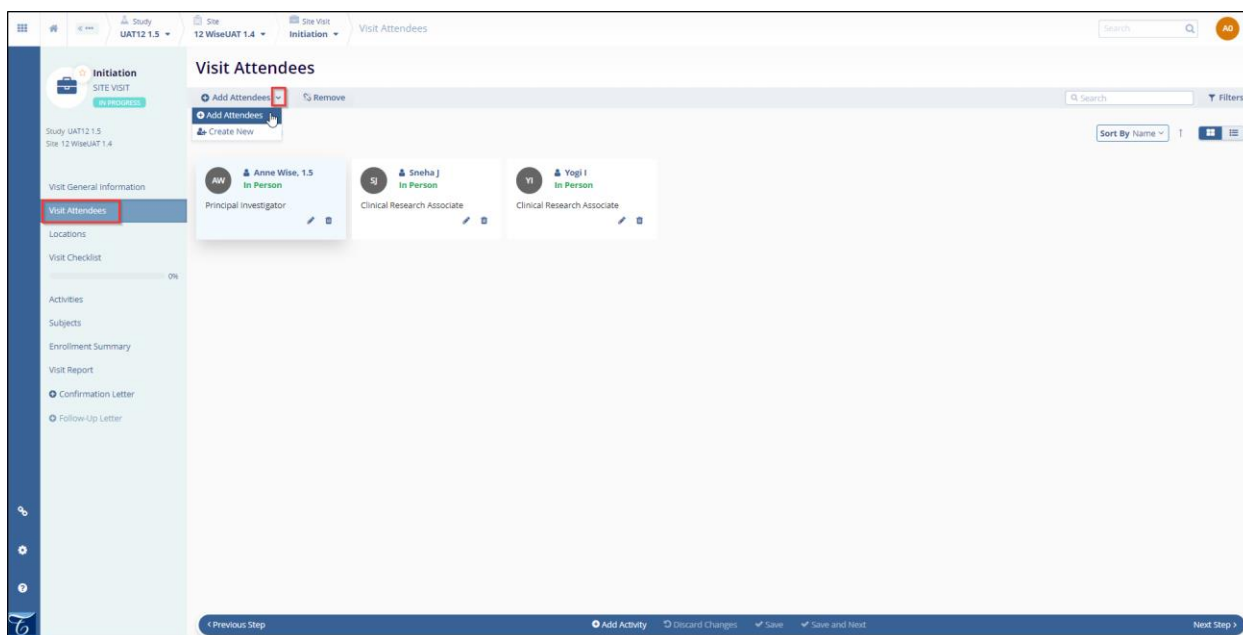 Study
UAT12 1.5
Site
12 WiseUAT 1.4
Site Visit
Initiation
Visit Attendees
Search
AO
Initiation
SITE VISIT
IN PROGRESS
Study UAT12 1.5
Site 12 WiseUAT 1.4
Visit General Information
Visit Attendees
Locations
Visit Checklist
0%
Activities
Subjects
Enrollment Summary
Visit Report
Confirmation Letter
Follow-Up Letter
Visit Attendees
Add Attendees
Remove
Search
Filters
Add Attendees
Create New
Sort By Name
AW
Anne Wise, 1.5
In Person
Principal Investigator
SJ
Sneha J
In Person
Clinical Research Associate
YI
Yogi I
In Person
Clinical Research Associate
Previous Step
Add Activity
Discard Changes
Save
Save and Next
Next Step